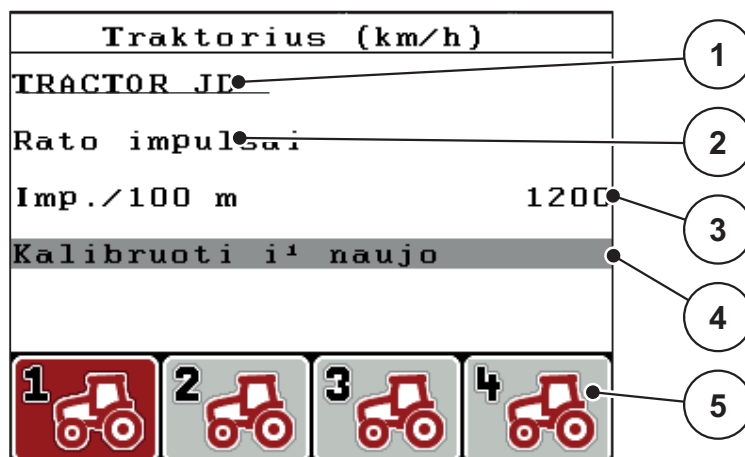 Traktorius (km/h)
1
TRACTOR JD
Rato impulsai
2
Imp./100 m 1200
3
Kalibruoti i¹ naujo
4
1 2 3 4
5